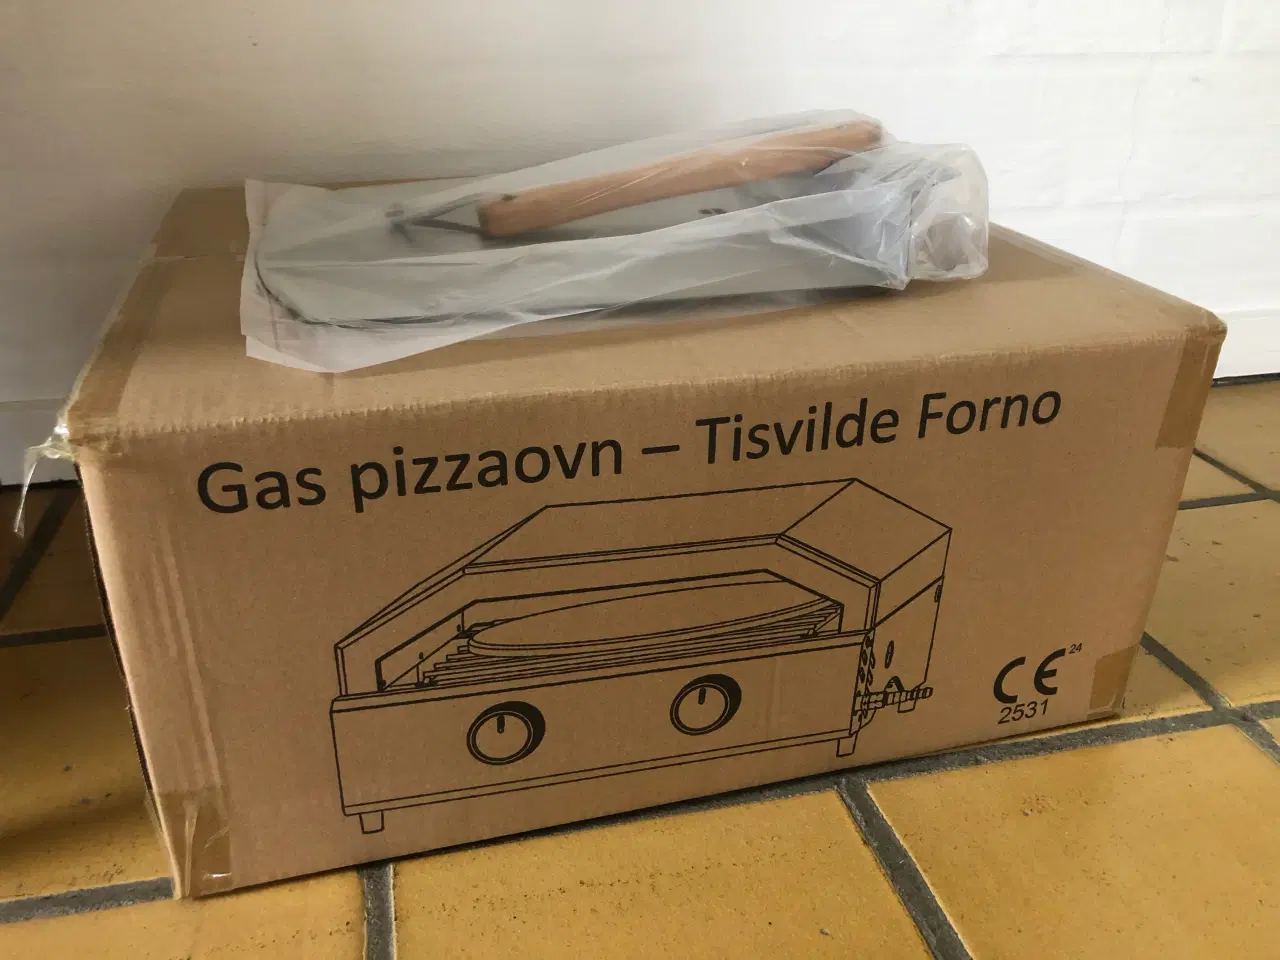 Gas pizzaovn – Tisvilde Forno
CE 24
2531